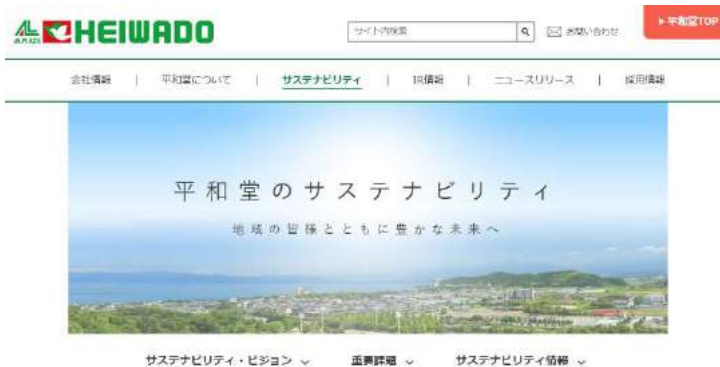 HEIWADO
サイト内検索
お問い合わせ
▶平和堂TOP
会社情報 | 平和堂について | サステナビリティ | IR情報 | ニュースリリース | 採用情報
平和堂のサステナビリティ
地域の皆様とともに豊かな未来へ
サステナビリティ・ビジョン
重要課題
サステナビリティ情報